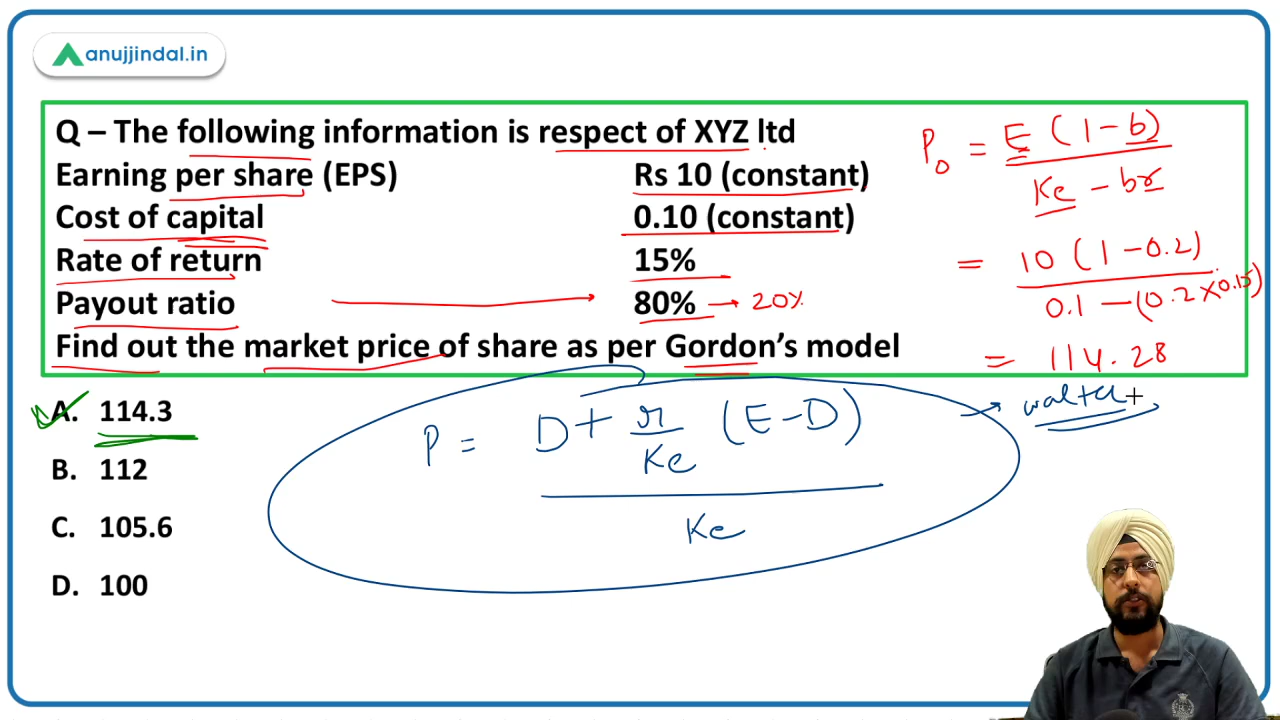 anujjindal.in
Q – The following information is respect of XYZ ltd
Earning per share (EPS) Rs 10 (constant)
Cost of capital 0.10 (constant)
Rate of return 15%
Payout ratio 80% → 20%
Find out the market price of share as per Gordon's model
P₀ = E (1 - b) / Ke - br
= 10 (1 - 0.2) / 0.1 - (0.2 × 0.15)
= 114.28
A. 114.3
B. 112
C. 105.6
D. 100
P = D + r/Ke (E - D) / Ke